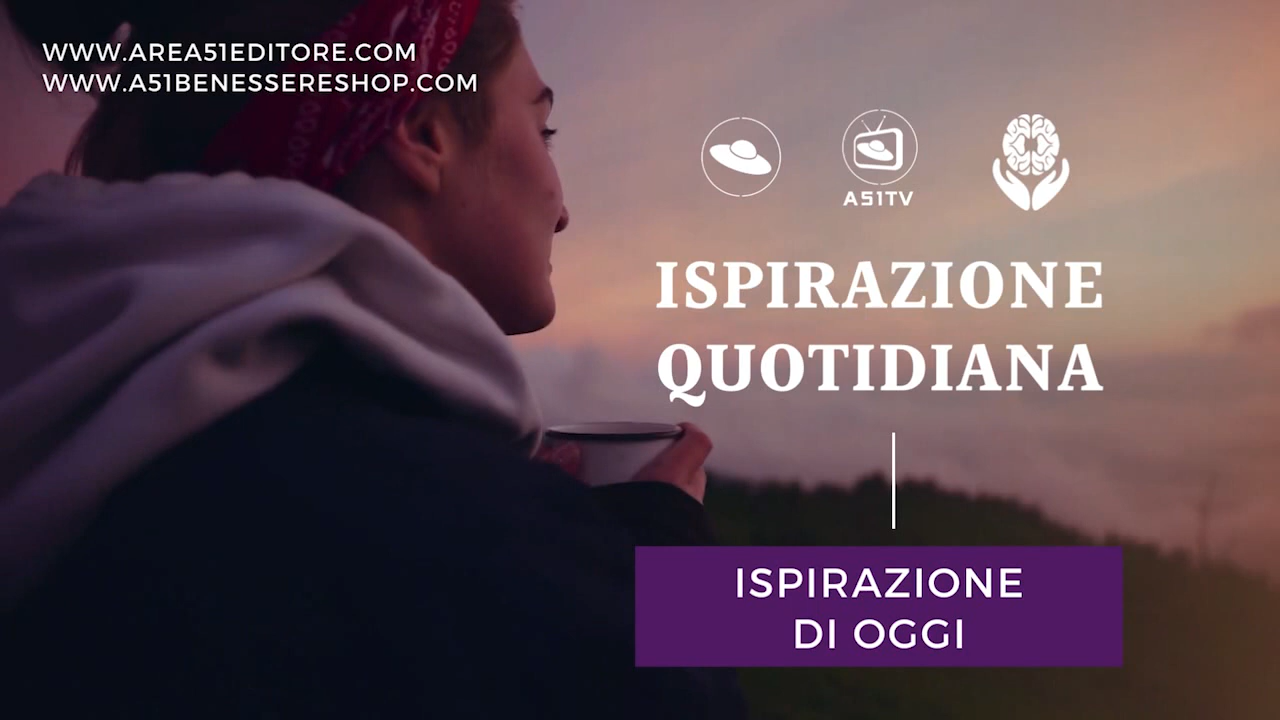 WWW.AREA51EDITORE.COM
WWW.A51BENESSERESHOP.COM
A51TV
ISPIRAZIONE
QUOTIDIANA
ISPIRAZIONE
DI OGGI